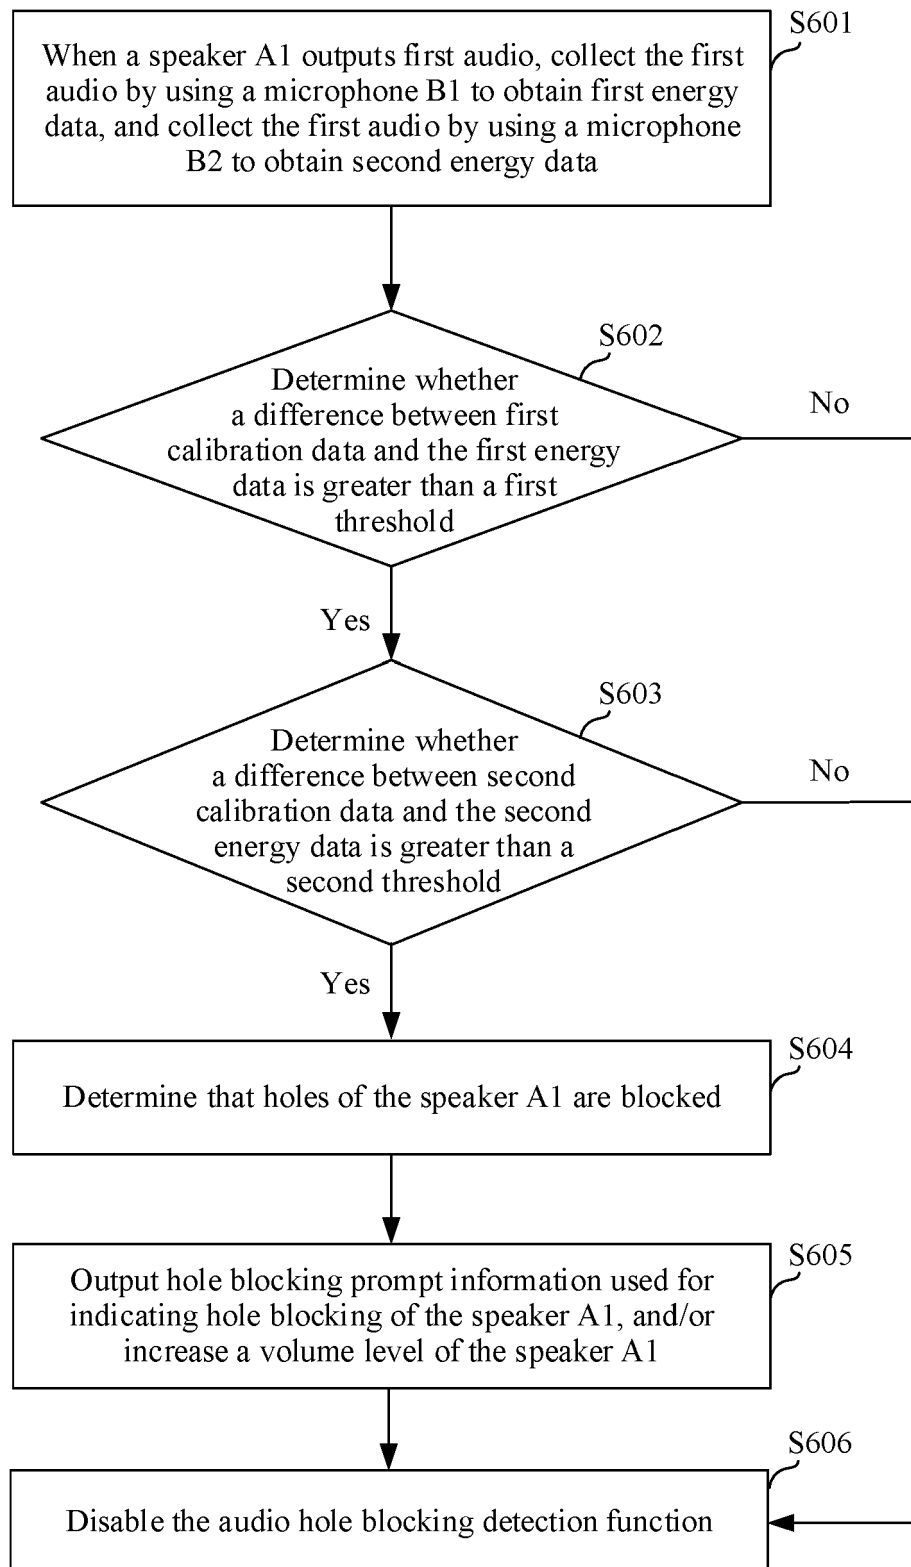 S601
When a speaker A1 outputs first audio, collect the first
audio by using a microphone B1 to obtain first energy
data, and collect the first audio by using a microphone
B2 to obtain second energy data
S602
Determine whether
a difference between first
calibration data and the first energy
data is greater than a first
threshold
No
Yes
S603
Determine whether
a difference between second
calibration data and the second
energy data is greater than a
second threshold
No
Yes
S604
Determine that holes of the speaker A1 are blocked
S605
Output hole blocking prompt information used for
indicating hole blocking of the speaker A1, and/or
increase a volume level of the speaker A1
S606
Disable the audio hole blocking detection function